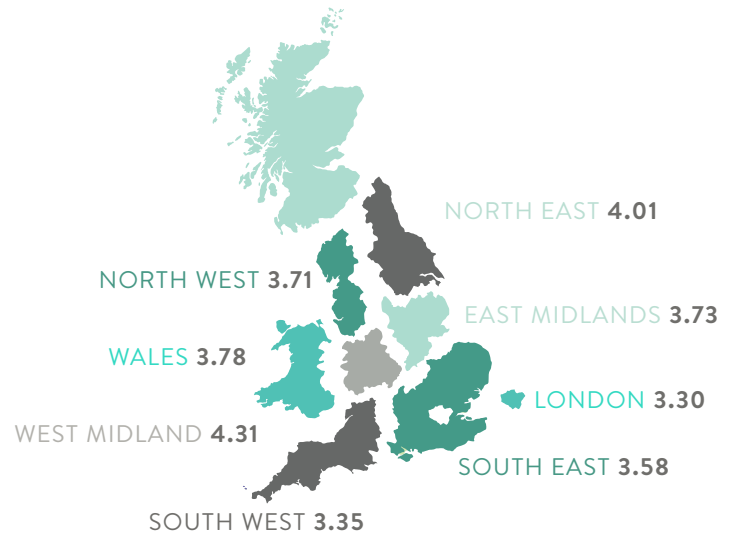 NORTH EAST 4.01
NORTH WEST 3.71
EAST MIDLANDS 3.73
WALES 3.78
LONDON 3.30
WEST MIDLAND 4.31
SOUTH EAST 3.58
SOUTH WEST 3.35